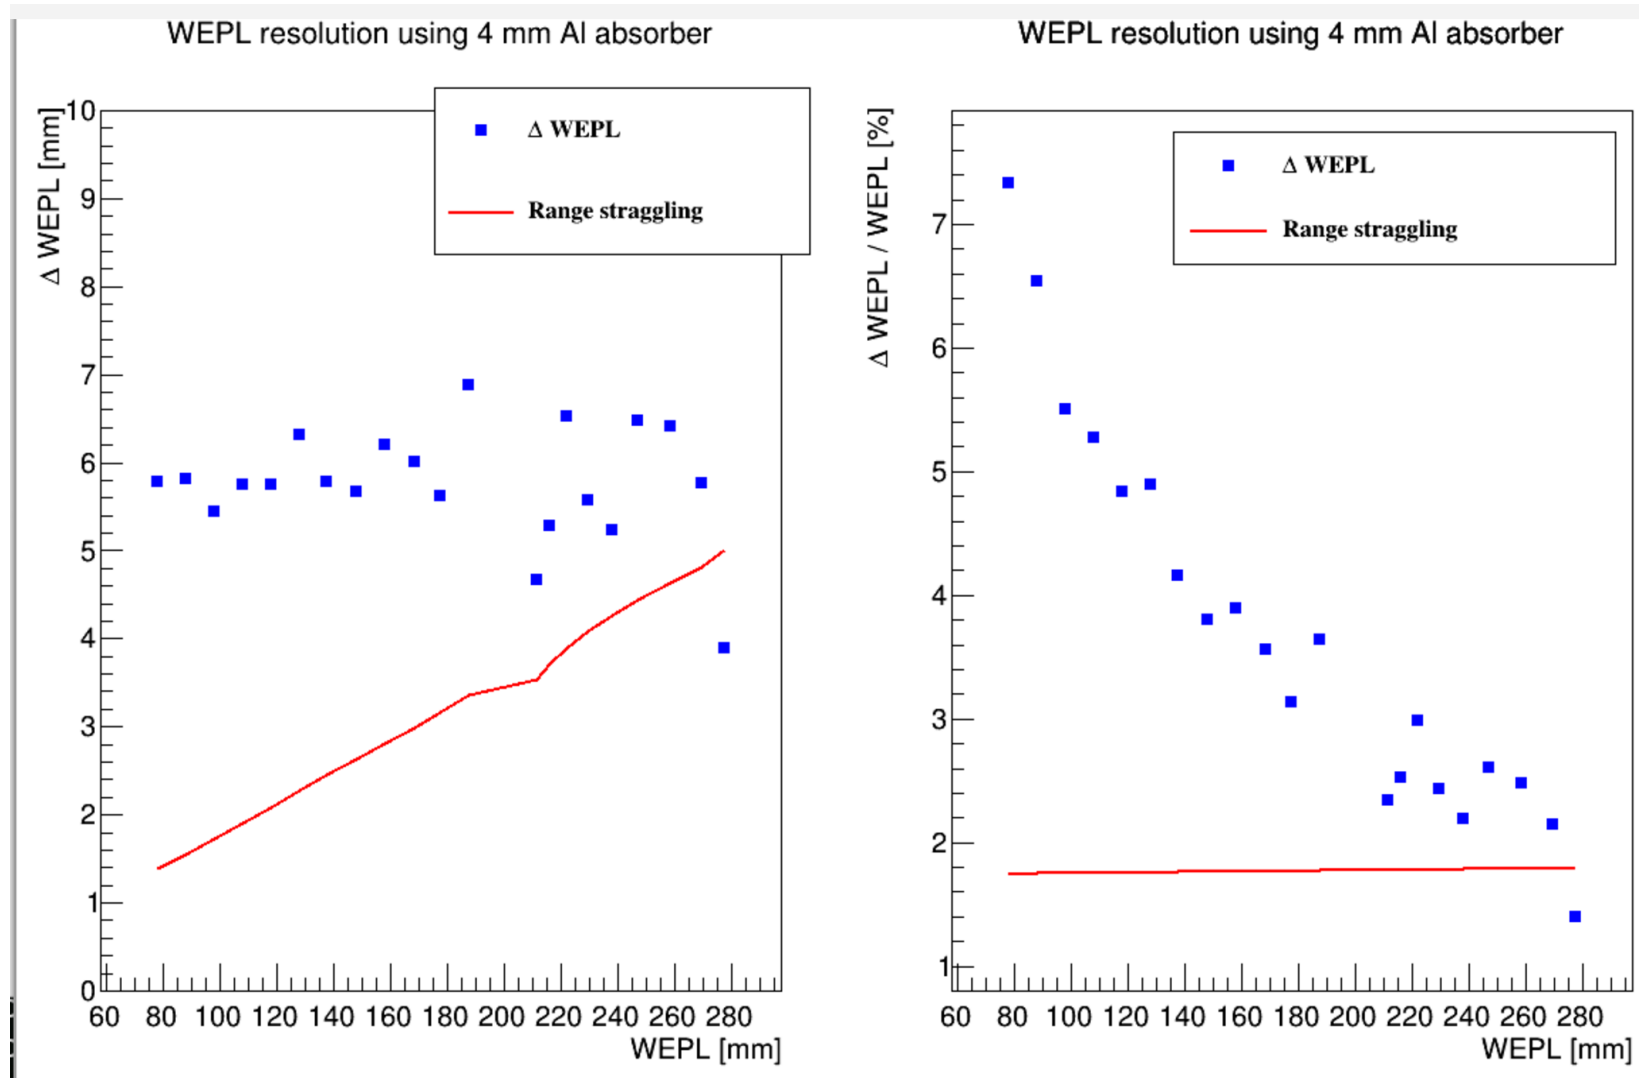 WEPL resolution using 4 mm Al absorber
Δ WEPL [mm]
10
9
8
7
6
5
4
3
2
1
0
Δ WEPL
Range straggling
60 80 100 120 140 160 180 200 220 240 260 280
WEPL [mm]
WEPL resolution using 4 mm Al absorber
Δ WEPL / WEPL [%]
7
6
5
4
3
2
1
Δ WEPL
Range straggling
60 80 100 120 140 160 180 200 220 240 260 280
WEPL [mm]